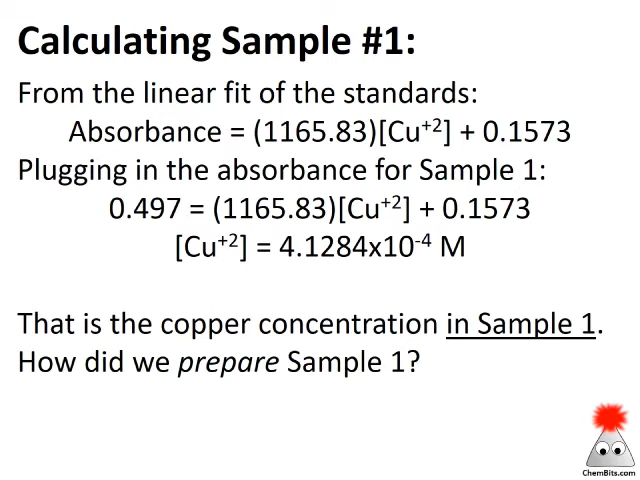 Calculating Sample #1:
From the linear fit of the standards:
Absorbance = (1165.83)[Cu⁺²] + 0.1573
Plugging in the absorbance for Sample 1:
0.497 = (1165.83)[Cu⁺²] + 0.1573
[Cu⁺²] = 4.1284x10⁻⁴ M
That is the copper concentration in Sample 1.
How did we prepare Sample 1?
ChemBits.com